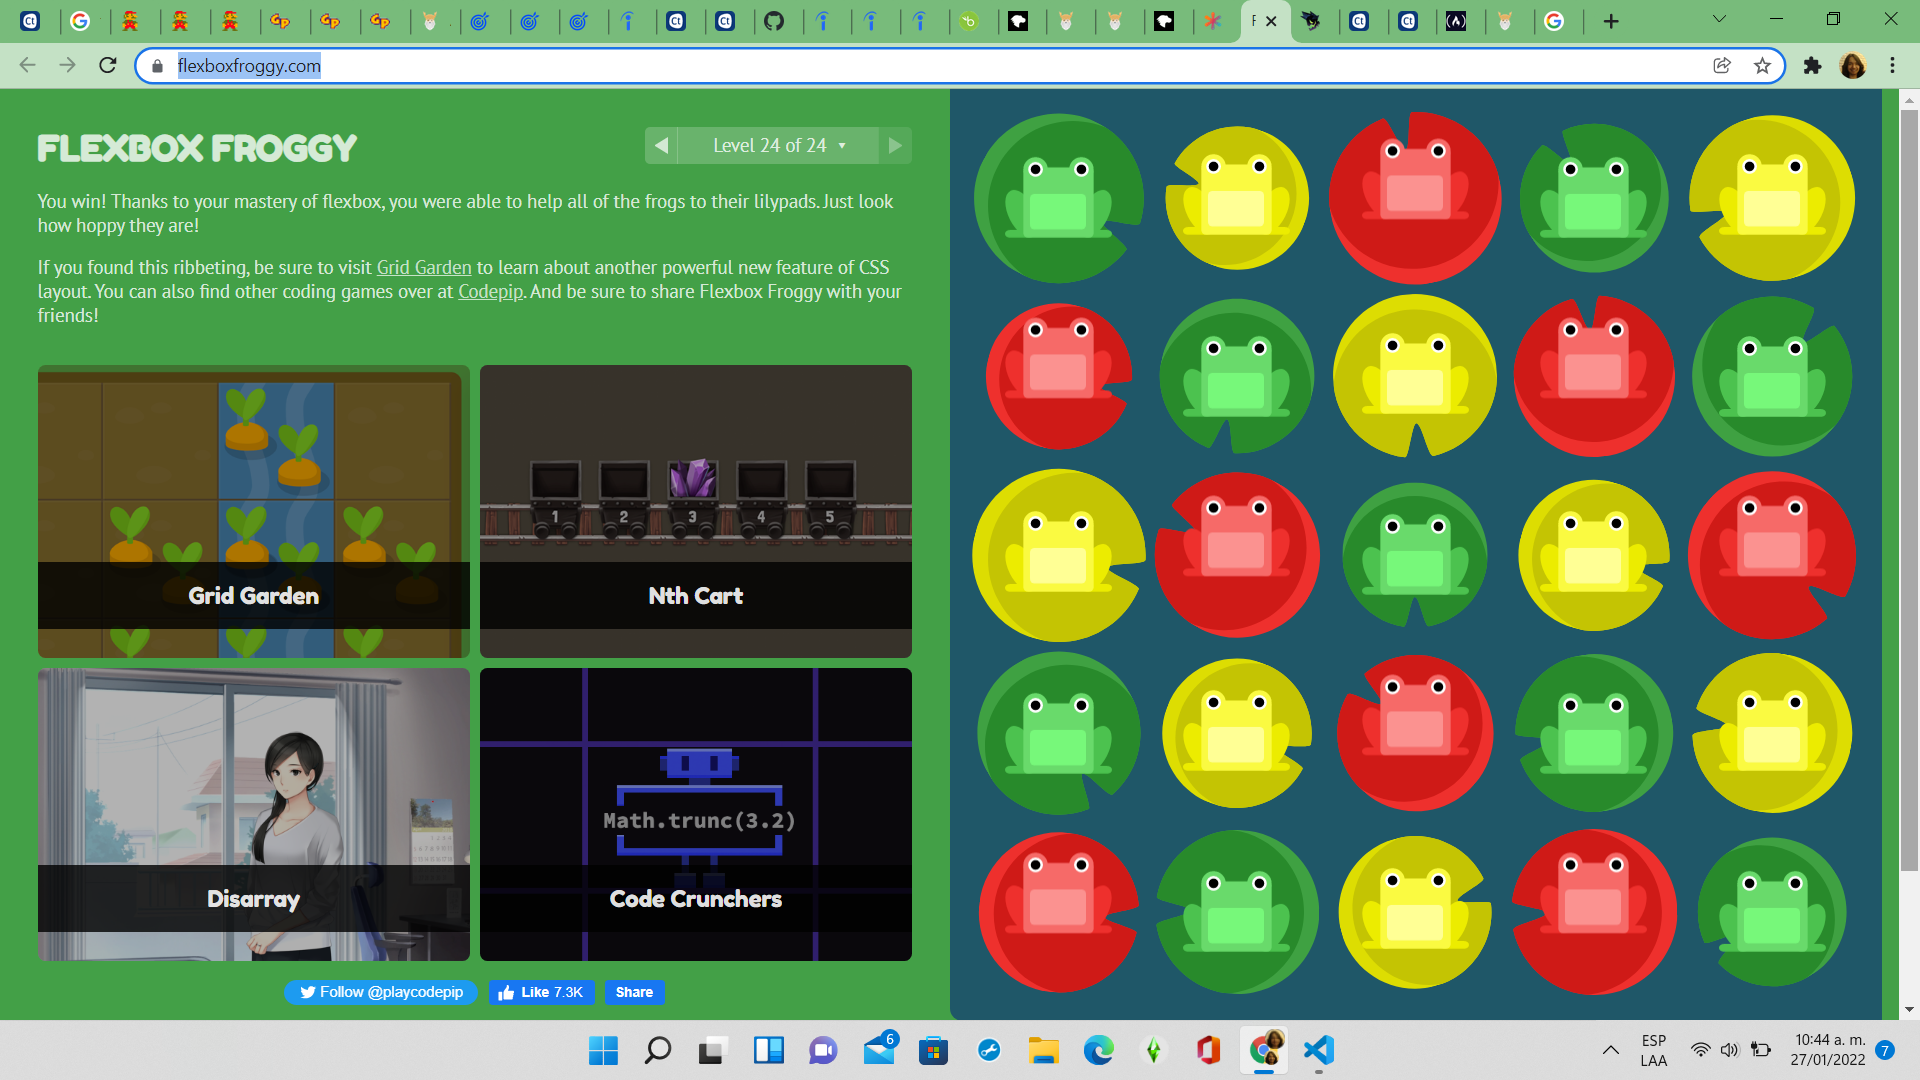 flexboxfroggy.com
FLEXBOX FROGGY
Level 24 of 24
You win! Thanks to your mastery of flexbox, you were able to help all of the frogs to their lilypads. Just look
how hoppy they are!
If you found this ribbeting, be sure to visit Grid Garden to learn about another powerful new feature of CSS
layout. You can also find other coding games over at Codepip. And be sure to share Flexbox Froggy with your
friends!
1 2 3 4 5
Grid Garden
Nth Cart
Math.trunc(3.2)
Disarray
Code Crunchers
Follow @playcodepip
Like 7.3K
Share
6
ESP
LAA
10:44 a. m.
27/01/2022
7